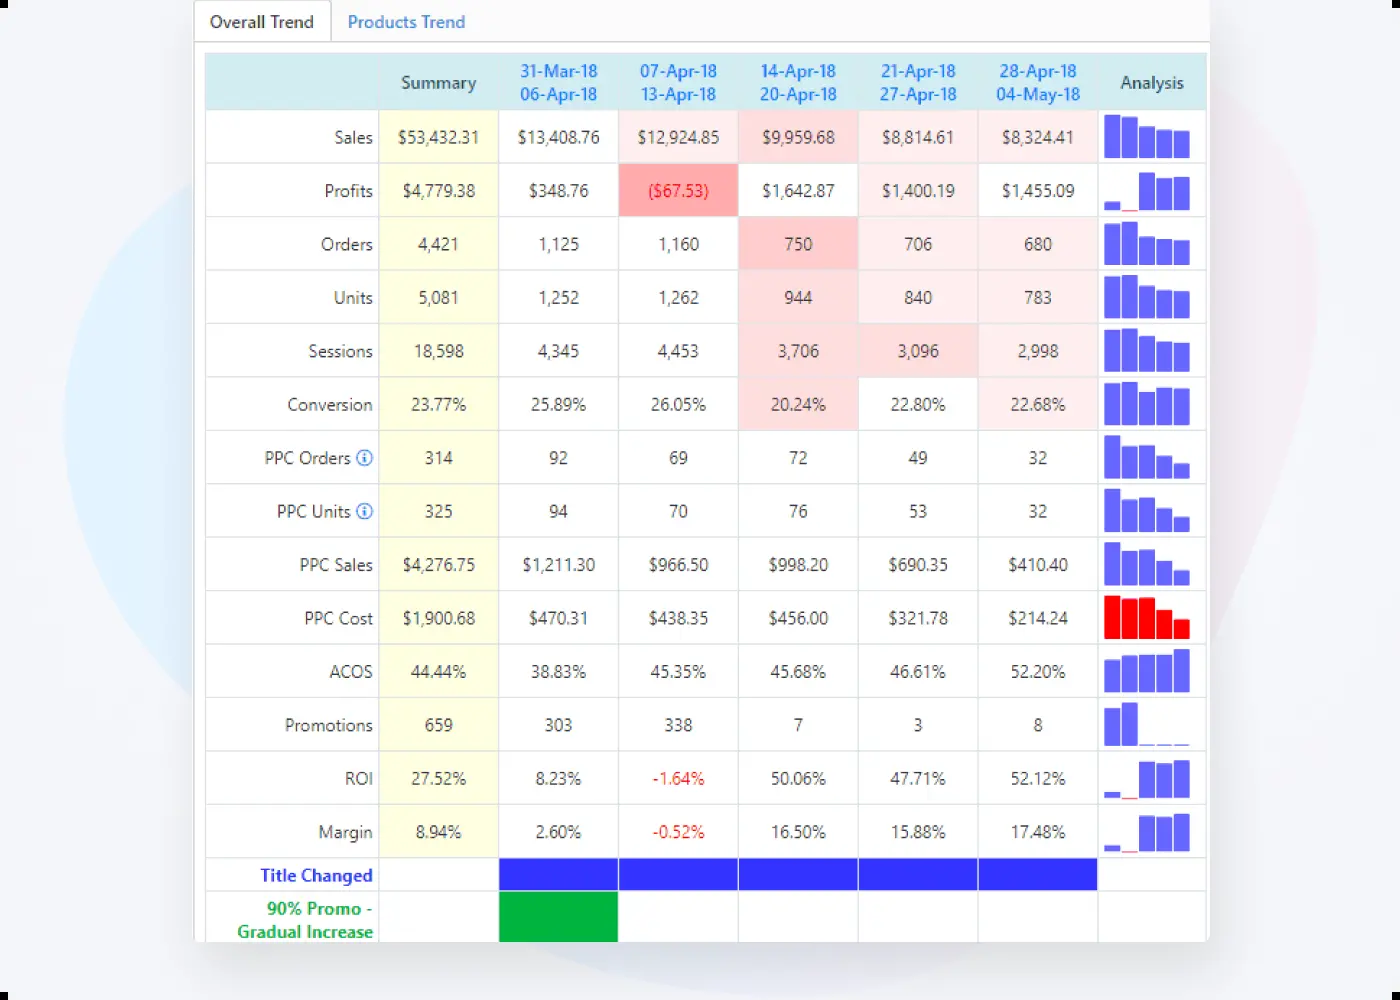 Overall Trend Products Trend
Summary 31-Mar-18 07-Apr-18 14-Apr-18 21-Apr-18 28-Apr-18 Analysis
06-Apr-18 13-Apr-18 20-Apr-18 27-Apr-18 04-May-18
Sales $53,432.31 $13,408.76 $12,924.85 $9,959.68 $8,814.61 $8,324.41
Profits $4,779.38 $348.76 ($67.53) $1,642.87 $1,400.19 $1,455.09
Orders 4,421 1,125 1,160 750 706 680
Units 5,081 1,252 1,262 944 840 783
Sessions 18,598 4,345 4,453 3,706 3,096 2,998
Conversion 23.77% 25.89% 26.05% 20.24% 22.80% 22.68%
PPC Orders 314 92 69 72 49 32
PPC Units 325 94 70 76 53 32
PPC Sales $4,276.75 $1,211.30 $966.50 $998.20 $690.35 $410.40
PPC Cost $1,900.68 $470.31 $438.35 $456.00 $321.78 $214.24
ACOS 44.44% 38.83% 45.35% 45.68% 46.61% 52.20%
Promotions 659 303 338 7 3 8
ROI 27.52% 8.23% -1.64% 50.06% 47.71% 52.12%
Margin 8.94% 2.60% -0.52% 16.50% 15.88% 17.48%
Title Changed
90% Promo -
Gradual Increase